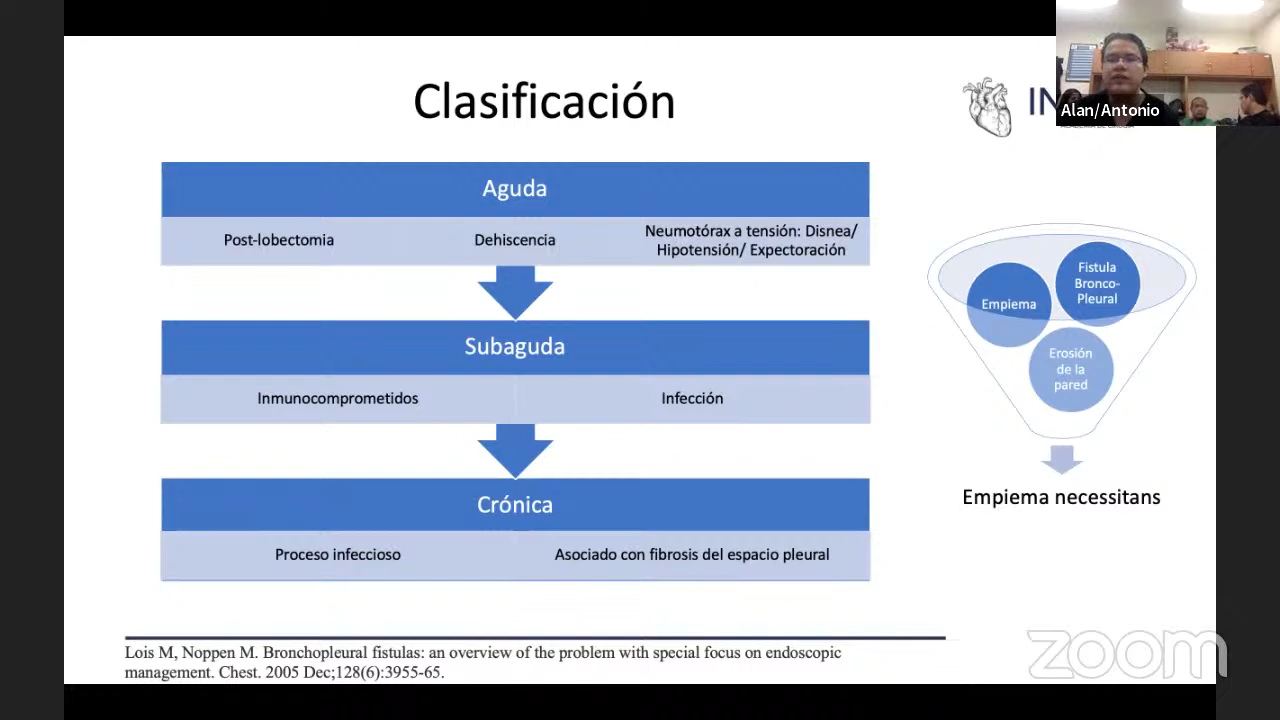 Clasificación
Alan/Antonio
Aguda
Post-lobectomia
Dehiscencia
Neumotórax a tensión: Disnea/
Hipotensión/ Expectoración
Subaguda
Inmunocomprometidos
Infección
Crónica
Proceso infeccioso
Asociado con fibrosis del espacio pleural
Empiema
Fistula
Bronco-
Pleural
Erosión
de la
pared
Empiema necessitans
Lois M, Noppen M. Bronchopleural fistulas: an overview of the problem with special focus on endoscopic
management. Chest. 2005 Dec;128(6):3955-65.
zoom